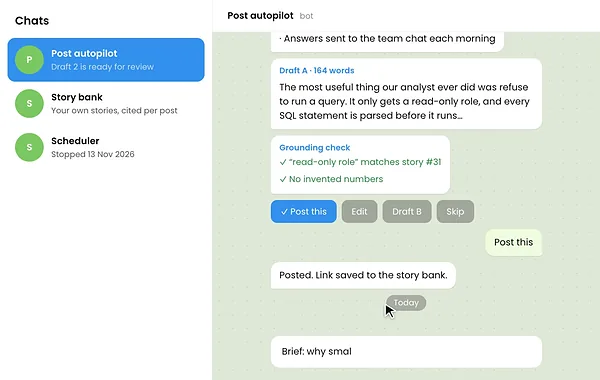 Chats
P
Post autopilot
Draft 2 is ready for review
S
Story bank
Your own stories, cited per post
S
Scheduler
Stopped 13 Nov 2026
Post autopilot bot
· Answers sent to the team chat each morning
Draft A · 164 words
The most useful thing our analyst ever did was refuse
to run a query. It only gets a read-only role, and every
SQL statement is parsed before it runs…
Grounding check
✓ “read-only role” matches story #31
✓ No invented numbers
✓ Post this Edit Draft B Skip
Post this
Posted. Link saved to the story bank.
Today
Brief: why smal